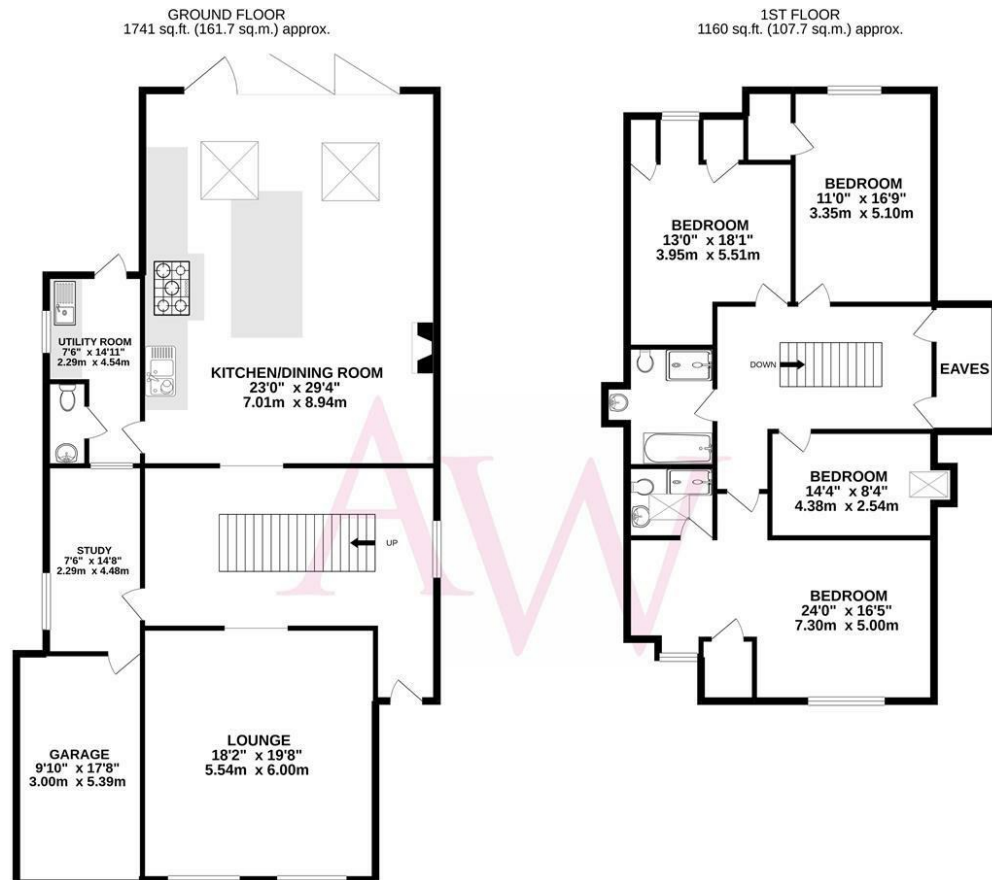 GROUND FLOOR
1741 sq.ft. (161.7 sq.m.) approx.
UTILITY ROOM
7'6" x 14'11"
2.29m x 4.54m
KITCHEN/DINING ROOM
23'0" x 29'4"
7.01m x 8.94m
STUDY
7'6" x 14'8"
2.29m x 4.48m
UP
GARAGE
9'10" x 17'8"
3.00m x 5.39m
LOUNGE
18'2" x 19'8"
5.54m x 6.00m
1ST FLOOR
1160 sq.ft. (107.7 sq.m.) approx.
BEDROOM
11'0" x 16'9"
3.35m x 5.10m
BEDROOM
13'0" x 18'1"
3.95m x 5.51m
DOWN
EAVES
BEDROOM
14'4" x 8'4"
4.38m x 2.54m
BEDROOM
24'0" x 16'5"
7.30m x 5.00m
AW